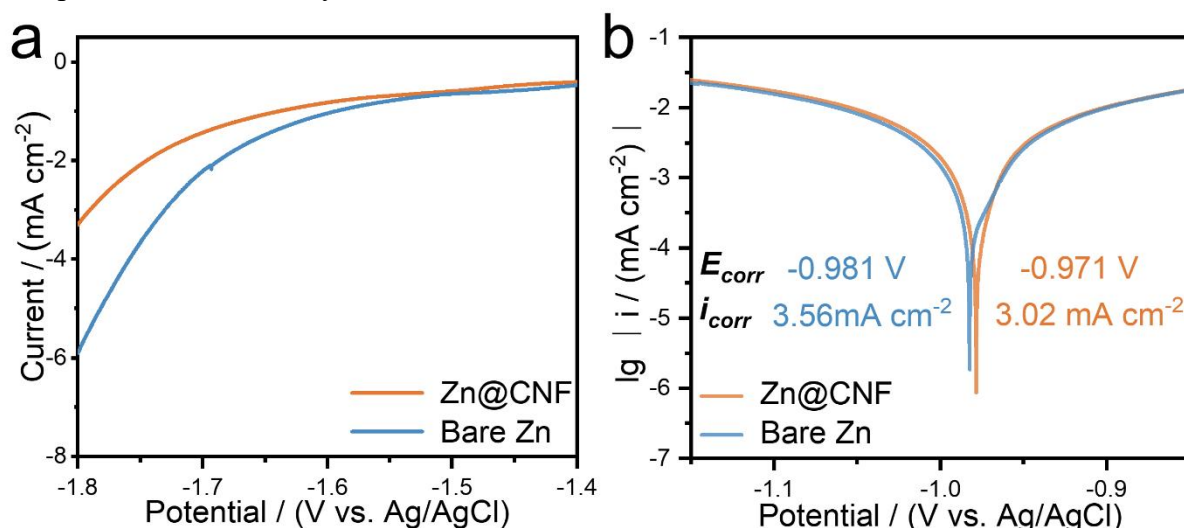 a
0
-2
-4
-6
-8
Current / (mA cm-2)
Zn@CNF
Bare Zn
-1.8 -1.7 -1.6 -1.5 -1.4
Potential / (V vs. Ag/AgCl)
b
-1
-2
-3
-4
-5
-6
-7
lg | i / (mA cm-2) |
Ecorr -0.981 V -0.971 V
icorr 3.56mA cm-2 3.02 mA cm-2
Zn@CNF
Bare Zn
-1.1 -1.0 -0.9
Potential / (V vs. Ag/AgCl)